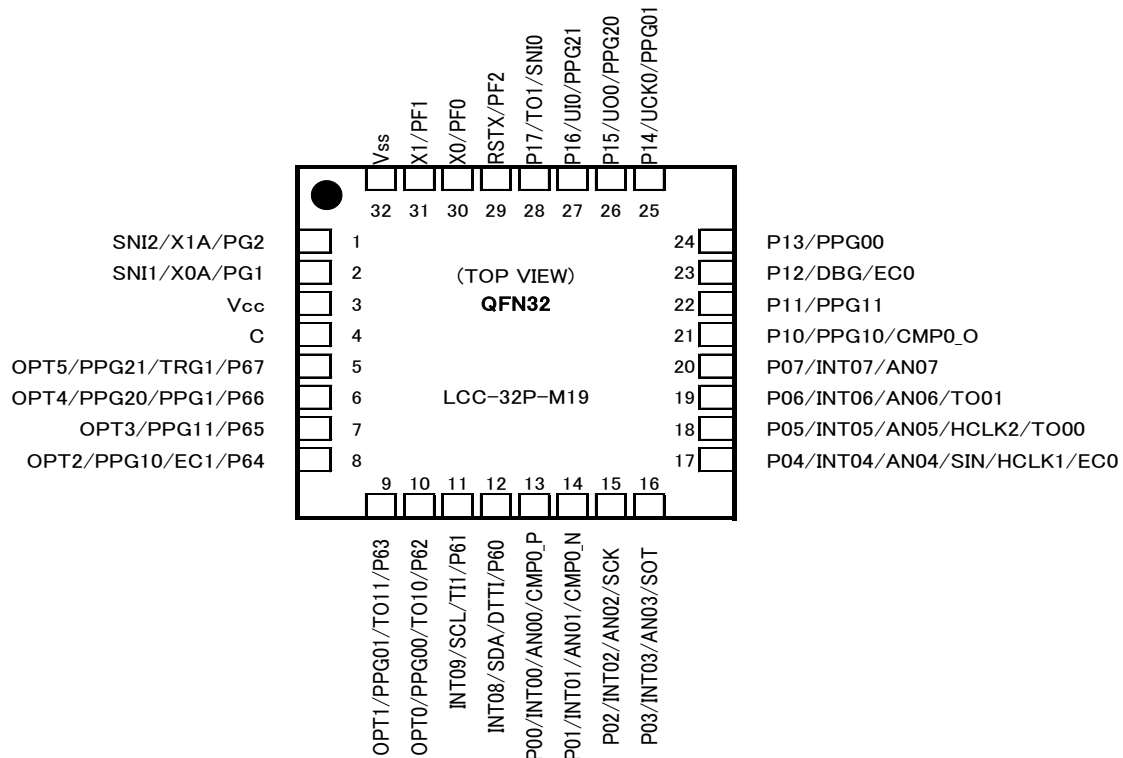 Vss
X1/PF1
X0/PF0
RSTX/PF2
P17/TO1/SNI0
P16/UI0/PPG21
P15/UO0/PPG20
P14/UCK0/PPG01
32 31 30 29 28 27 26 25
SNI2/X1A/PG2 1
SNI1/X0A/PG1 2
Vcc 3
C 4
OPT5/PPG21/TRG1/P67 5
OPT4/PPG20/PPG1/P66 6
OPT3/PPG11/P65 7
OPT2/PPG10/EC1/P64 8
(TOP VIEW)
QFN32
LCC-32P-M19
24 P13/PPG00
23 P12/DBG/EC0
22 P11/PPG11
21 P10/PPG10/CMP0_O
20 P07/INT07/AN07
19 P06/INT06/AN06/TO01
18 P05/INT05/AN05/HCLK2/TO00
17 P04/INT04/AN04/SIN/HCLK1/EC0
9 10 11 12 13 14 15 16
OPT1/PPG01/TO11/P63
OPT0/PPG00/TO10/P62
INT09/SCL/TI1/P61
INT08/SDA/DTTI/P60
P00/INT00/AN00/CMP0_P
P01/INT01/AN01/CMP0_N
P02/INT02/AN02/SCK
P03/INT03/AN03/SOT